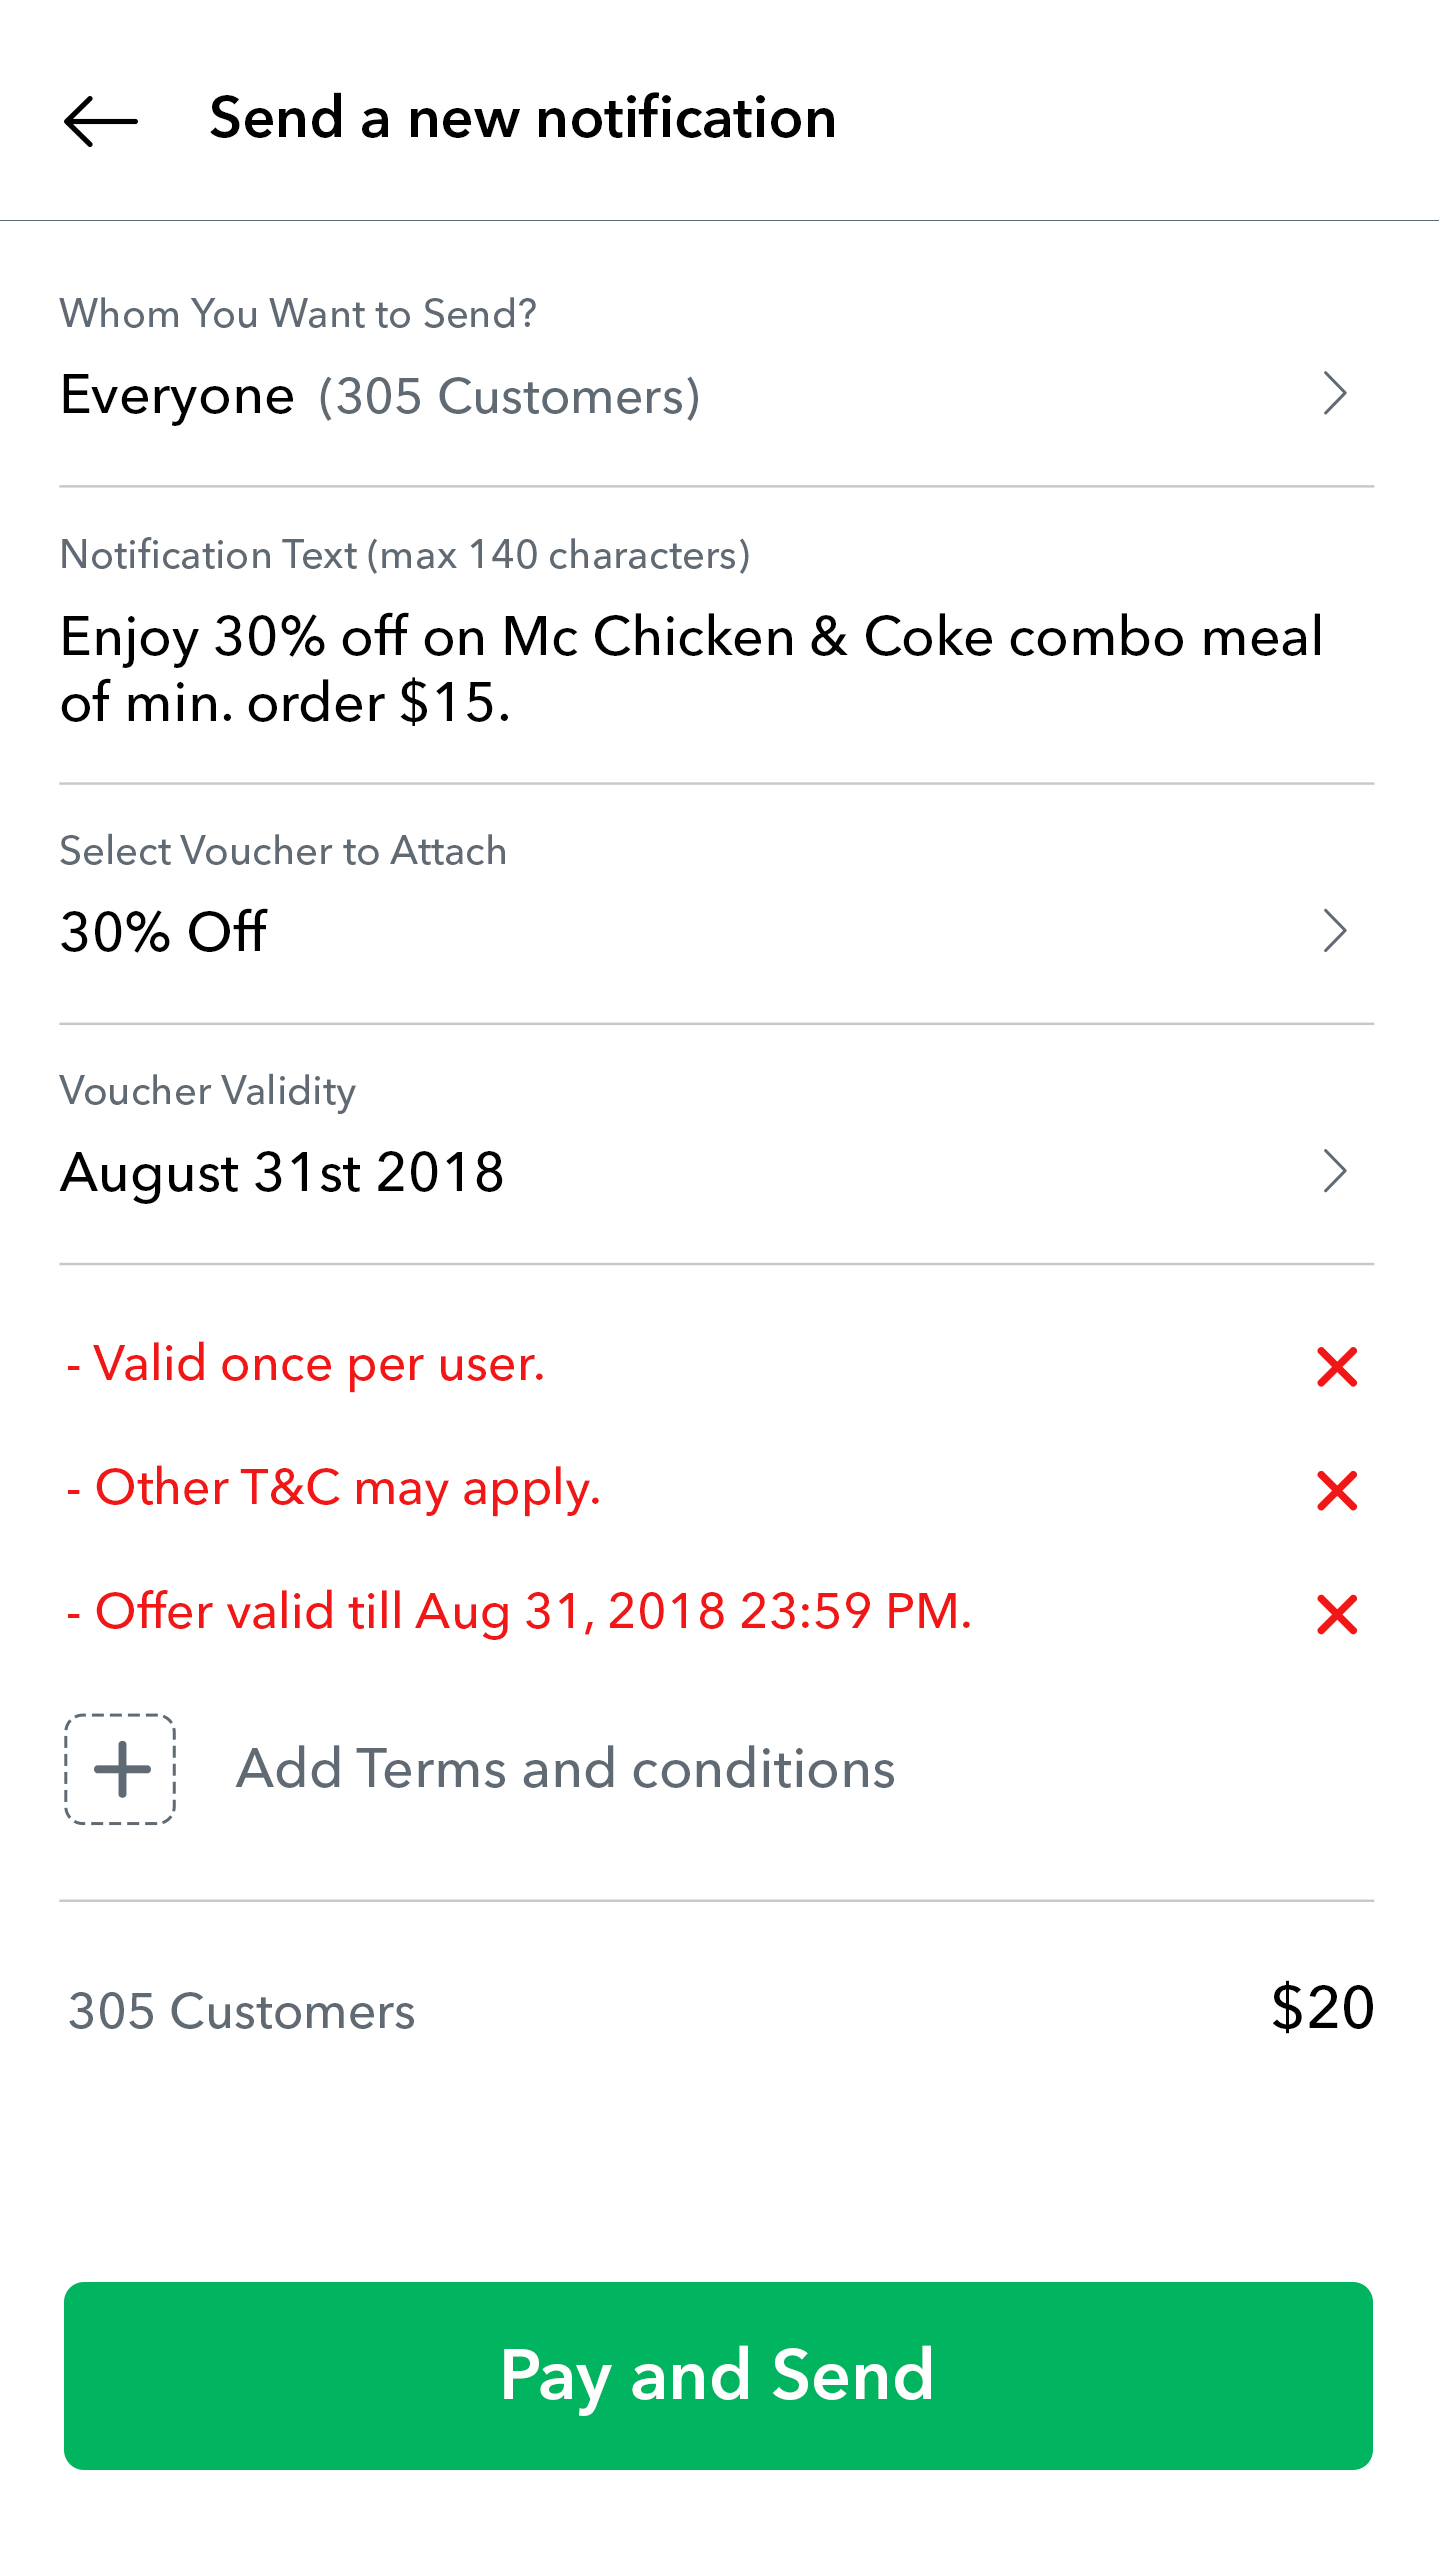 Send a new notification
Whom You Want to Send?
Everyone (305 Customers)
Notification Text (max 140 characters)
Enjoy 30% off on Mc Chicken & Coke combo meal
of min. order $15.
Select Voucher to Attach
30% Off
Voucher Validity
August 31st 2018
- Valid once per user.
- Other T&C may apply.
- Offer valid till Aug 31, 2018 23:59 PM.
Add Terms and conditions
305 Customers $20
Pay and Send